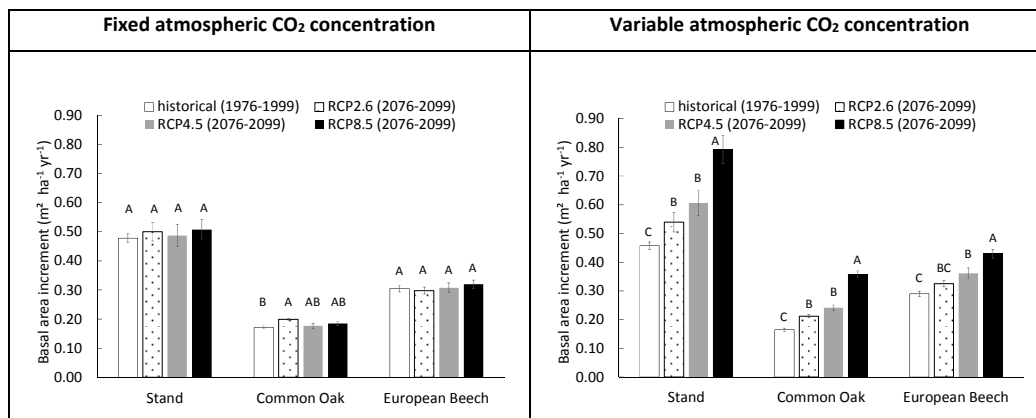 Fixed atmospheric CO₂ concentration
historical (1976-1999) RCP2.6 (2076-2099)
RCP4.5 (2076-2099) RCP8.5 (2076-2099)
Basal area increment (m² ha⁻¹ yr⁻¹)
0.90
0.80
0.70
0.60
0.50
0.40
0.30
0.20
0.10
0.00
A A A A
B A AB AB
A A A A
Stand Common Oak European Beech
Variable atmospheric CO₂ concentration
historical (1976-1999) RCP2.6 (2076-2099)
RCP4.5 (2076-2099) RCP8.5 (2076-2099)
Basal area increment (m² ha⁻¹ yr⁻¹)
0.90
0.80
0.70
0.60
0.50
0.40
0.30
0.20
0.10
0.00
C B B A
C B B A
C BC B A
Stand Common Oak European Beech